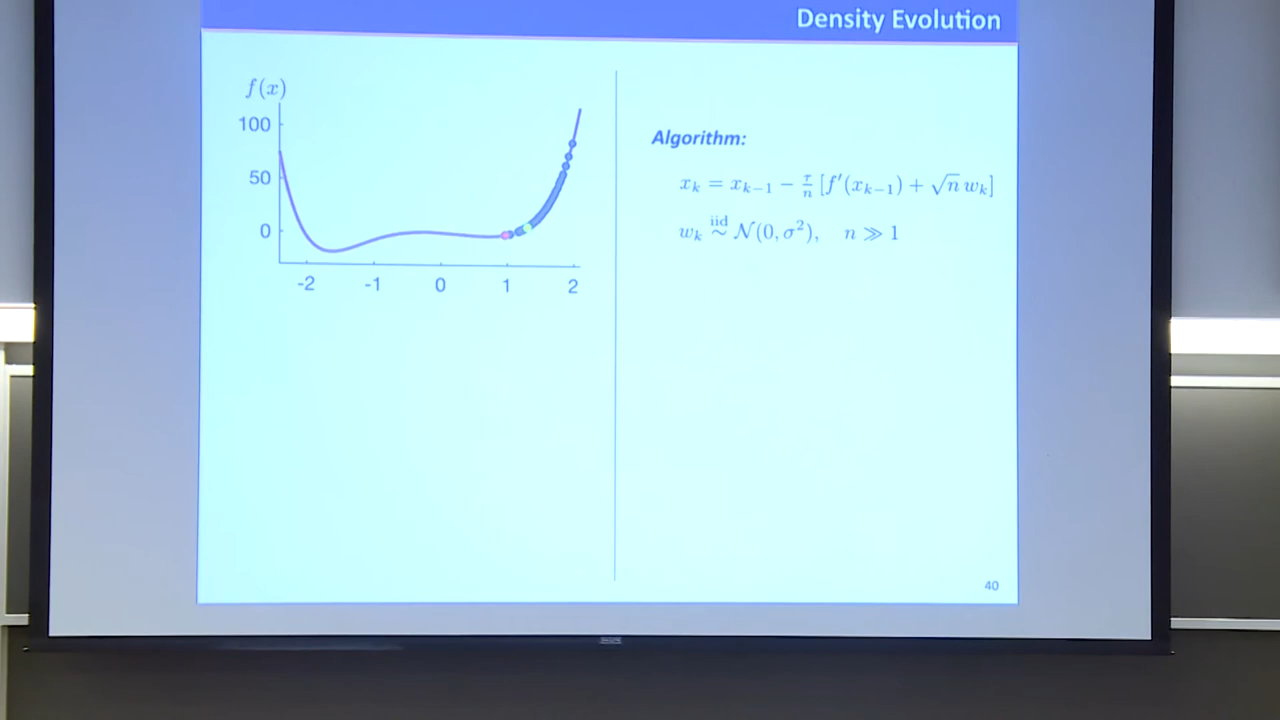 Density Evolution
f(x)
100
50
0
-2 -1 0 1 2
Algorithm:
x_k = x_{k-1} − τ/n [f′(x_{k-1}) + √n w_k]
w_k iid ∼ 𝒩(0, σ²), n ≫ 1
40